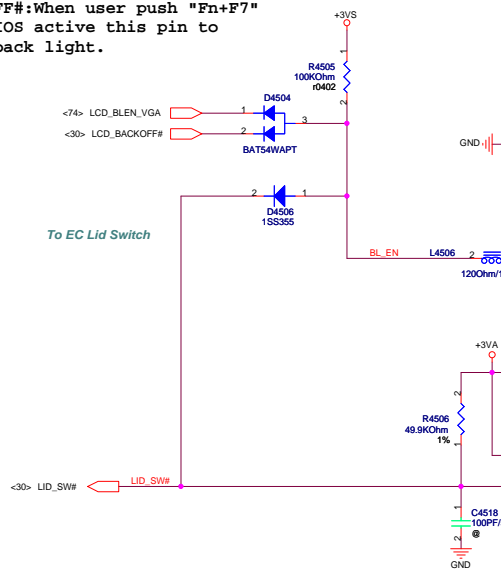 FF#:When user push "Fn+F7"
IOS active this pin to
back light.
+3VS
1
R4505
100KOhm
r0402
2
D4504
<74> LCD_BLEN_VGA
1
3
<30> LCD_BACKOFF#
2
BAT54WAPT
GND
2
1
D4506
1SS355
To EC Lid Switch
BL_EN
L4506
2
120Ohm/1
+3VA
2
R4506
49.9KOhm
1%
1
<30> LID_SW#
LID_SW#
1
C4518
100PF/
2
@
GND